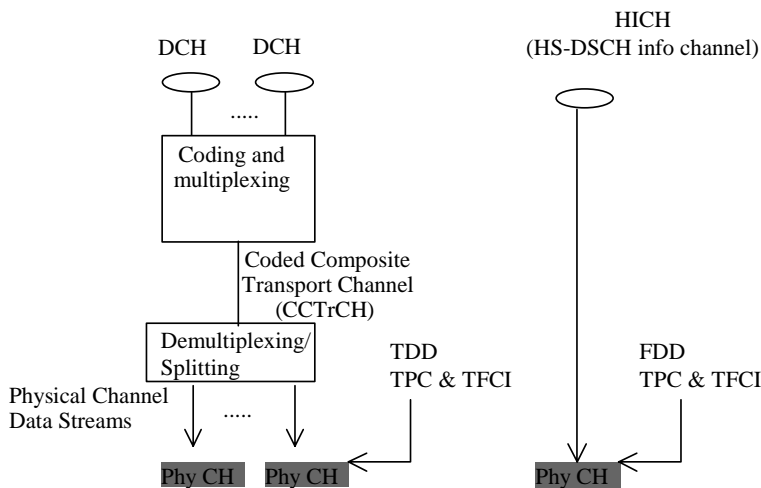 DCH DCH
.....
Coding and
multiplexing
Coded Composite
Transport Channel
(CCTrCH)
Demultiplexing/
Splitting
Physical Channel
Data Streams
.....
TDD
TPC & TFCI
Phy CH Phy CH
HICH
(HS-DSCH info channel)
FDD
TPC & TFCI
Phy CH